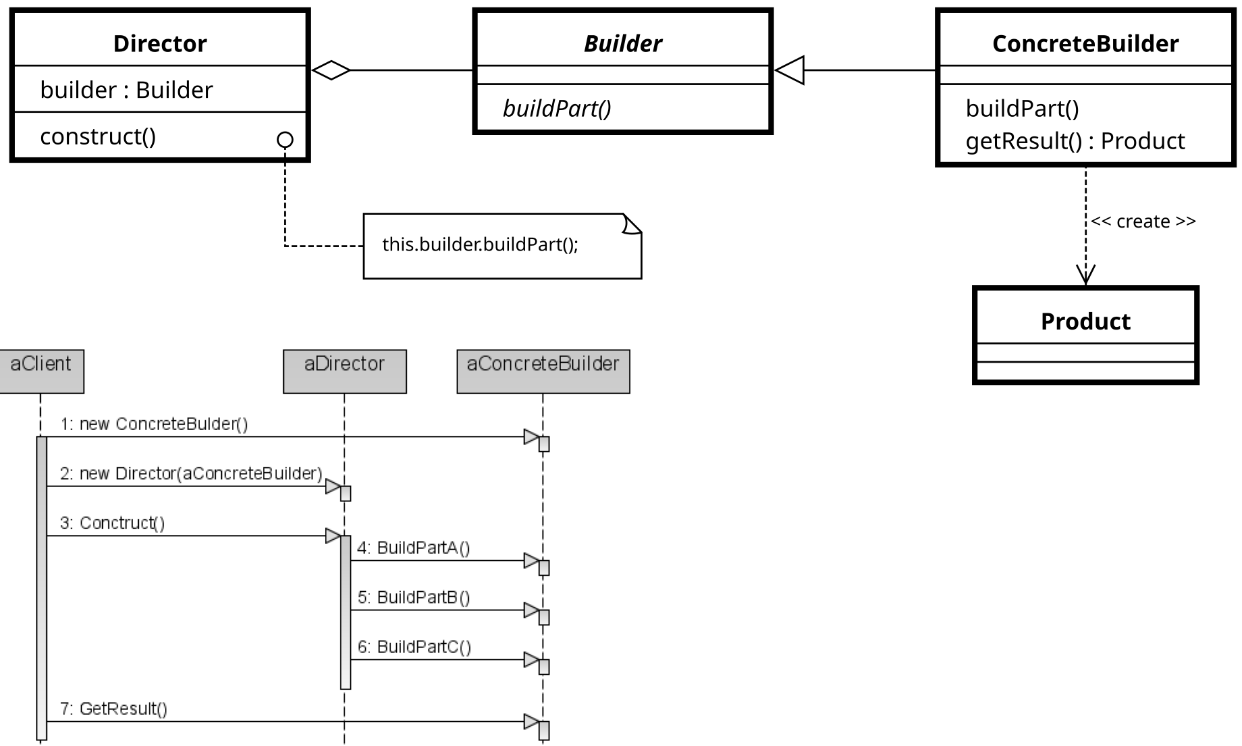 Director
builder : Builder
construct()
Builder
buildPart()
ConcreteBuilder
buildPart()
getResult() : Product
<< create >>
this.builder.buildPart();
Product
aClient
aDirector
aConcreteBuilder
1: new ConcreteBulder()
2: new Director(aConcreteBuilder)
3: Conctruct()
4: BuildPartA()
5: BuildPartB()
6: BuildPartC()
7: GetResult()